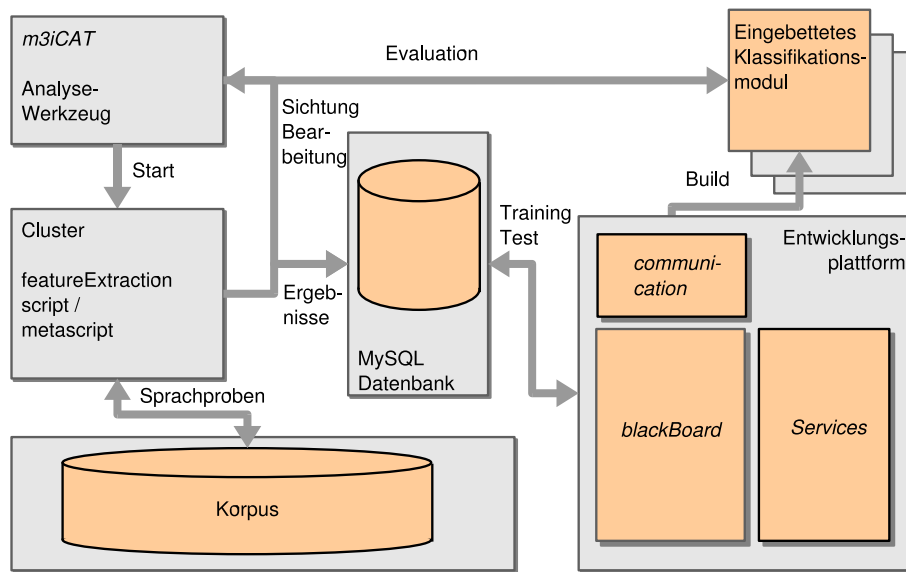 m3iCAT
Analyse-
Werkzeug
Evaluation
Eingebettetes
Klassifikations-
modul
Sichtung
Bear-
beitung
Start
Build
Cluster
featureExtraction
script /
metascript
Ergeb-
nisse
MySQL
Datenbank
Training
Test
Entwicklungs-
plattform
communi-
cation
blackBoard
Services
Sprachproben
Korpus